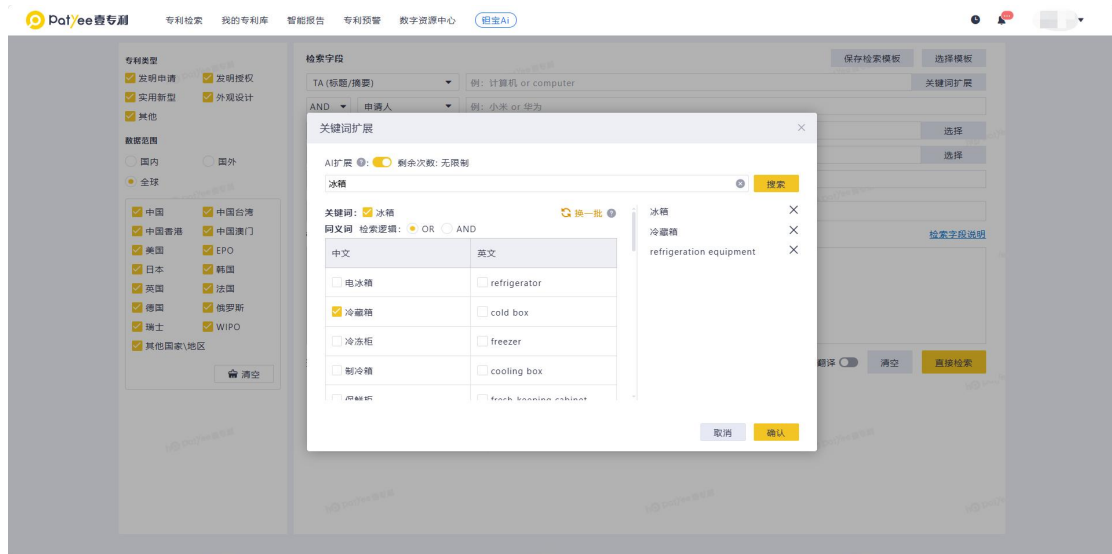 Patyee壹专利 专利检索 我的专利库 智能报告 专利预警 数字资源中心 钽宝Ai
专利类型
发明申请 发明授权
实用新型 外观设计
其他
数据范围
国内 国外
全球
中国 中国台湾
中国香港 中国澳门
美国 EPO
日本 韩国
英国 法国
德国 俄罗斯
瑞士 WIPO
其他国家\地区
清空
检索字段 保存检索模板 选择模板
TA (标题/摘要) 例: 计算机 or computer 关键词扩展
AND 申请人 例: 小米 or 华为
选择
选择
检索字段说明
翻译 清空 直接检索
关键词扩展
AI扩展 : 剩余次数: 无限制
冰箱 搜索
关键词: 冰箱 换一批
同义词 检索逻辑: OR AND
中文 英文
电冰箱 refrigerator
冷藏箱 cold box
冷冻柜 freezer
制冷箱 cooling box
保鲜柜 fresh-keeping cabinet
冰箱
冷藏箱
refrigeration equipment
取消 确认